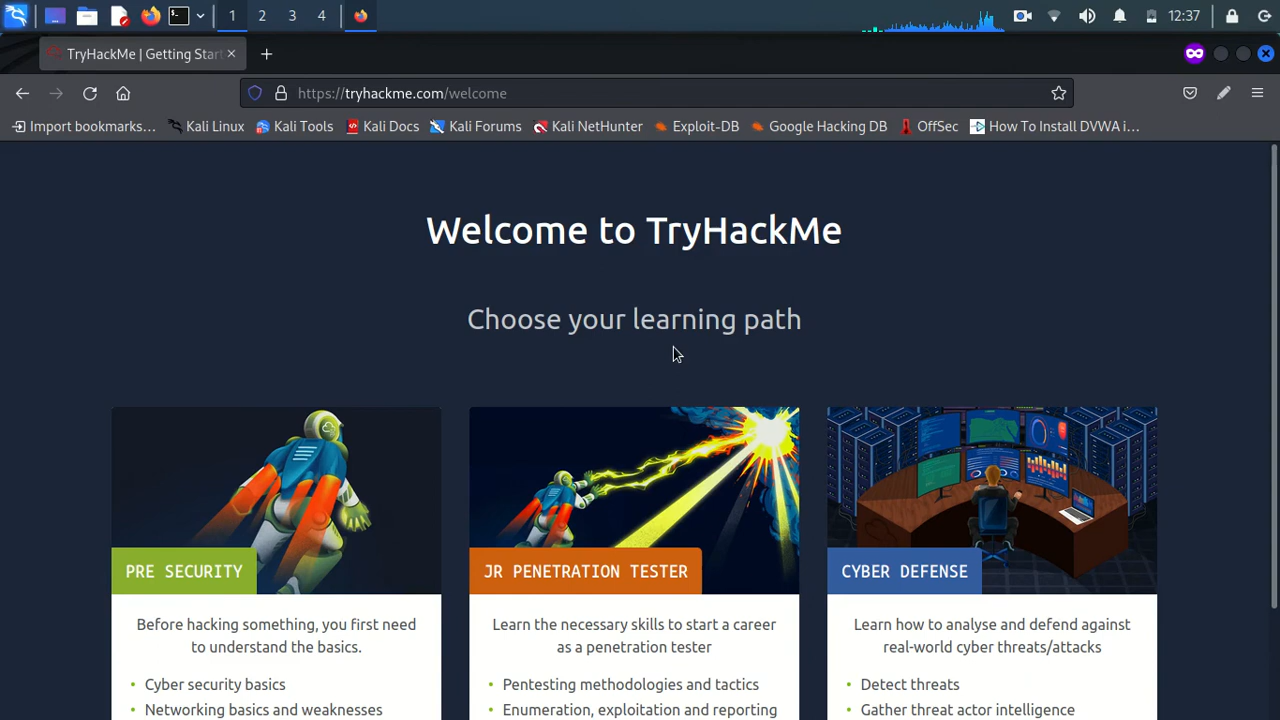 1 2 3 4
12:37
TryHackMe | Getting Star
https://tryhackme.com/welcome
Import bookmarks… Kali Linux Kali Tools Kali Docs Kali Forums Kali NetHunter Exploit-DB Google Hacking DB OffSec How To Install DVWA i…
Welcome to TryHackMe
Choose your learning path
PRE SECURITY
Before hacking something, you first need
to understand the basics.
• Cyber security basics
• Networking basics and weaknesses
JR PENETRATION TESTER
Learn the necessary skills to start a career
as a penetration tester
• Pentesting methodologies and tactics
• Enumeration, exploitation and reporting
CYBER DEFENSE
Learn how to analyse and defend against
real-world cyber threats/attacks
• Detect threats
• Gather threat actor intelligence